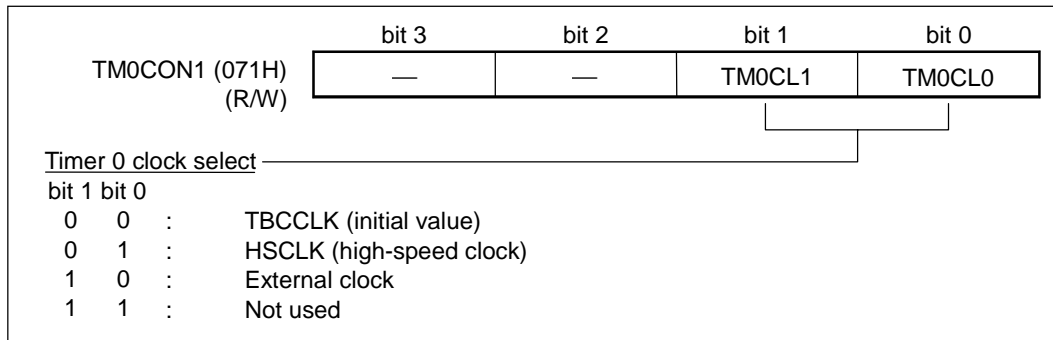 bit 3 bit 2 bit 1 bit 0
TM0CON1 (071H) — — TM0CL1 TM0CL0
(R/W)
Timer 0 clock select
bit 1 bit 0
0 0 : TBCCLK (initial value)
0 1 : HSCLK (high-speed clock)
1 0 : External clock
1 1 : Not used